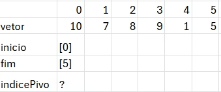 0 1 2 3 4 5
vetor 10 7 8 9 1 5
inicio [0]
fim [5]
indicePivo ?